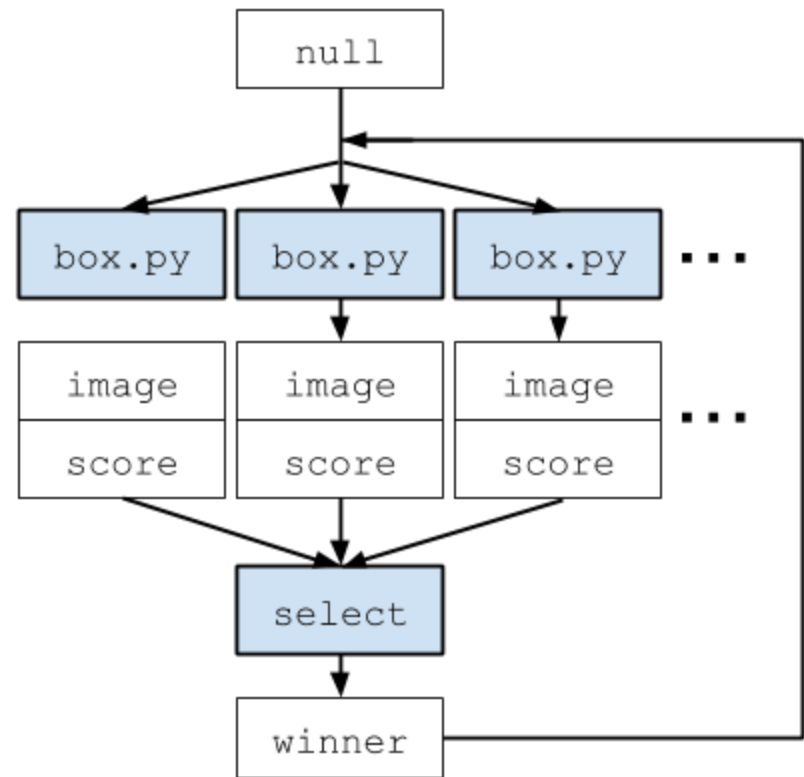 null
box.py box.py box.py ...
image image image ...
score score score
select
winner